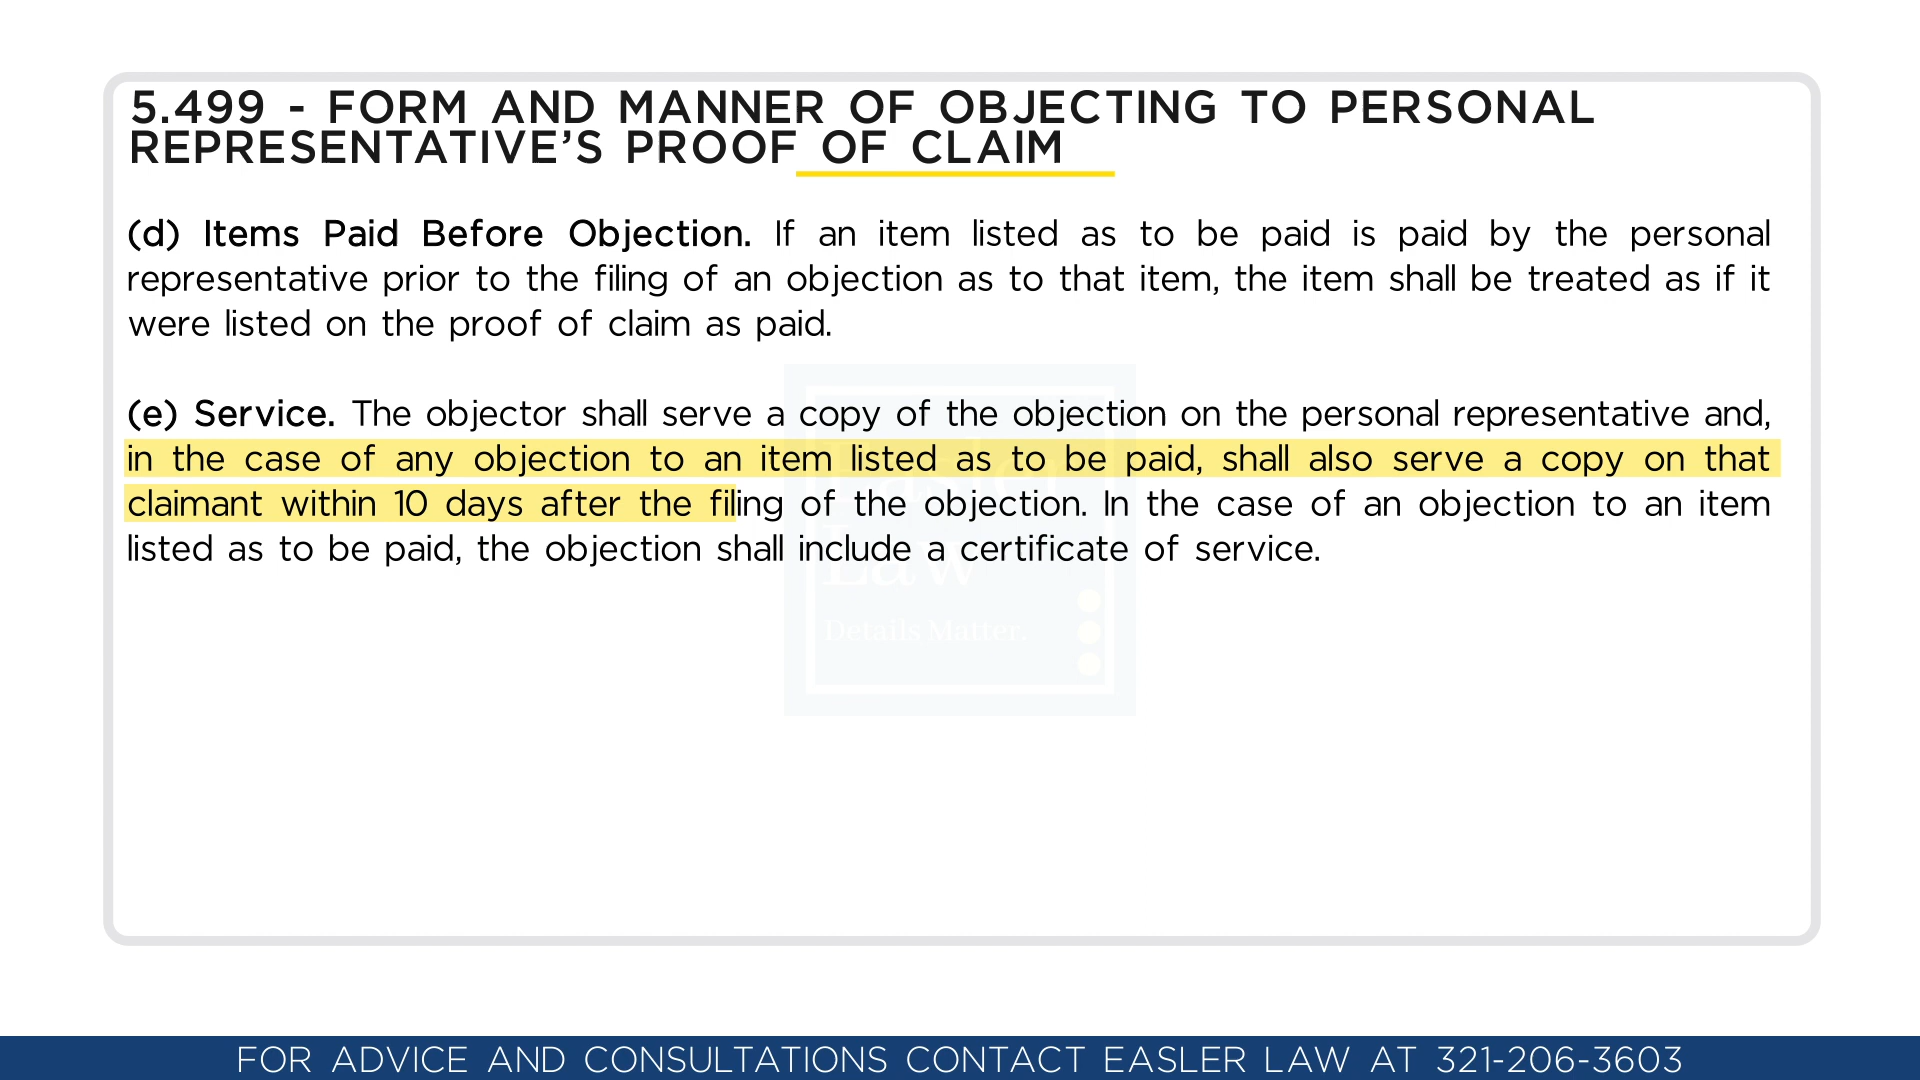 5.499 - FORM AND MANNER OF OBJECTING TO PERSONAL
REPRESENTATIVE’S PROOF OF CLAIM
(d) Items Paid Before Objection. If an item listed as to be paid is paid by the personal
representative prior to the filing of an objection as to that item, the item shall be treated as if it
were listed on the proof of claim as paid.
(e) Service. The objector shall serve a copy of the objection on the personal representative and,
in the case of any objection to an item listed as to be paid, shall also serve a copy on that
claimant within 10 days after the filing of the objection. In the case of an objection to an item
listed as to be paid, the objection shall include a certificate of service.
Easler
Law
Details Matter.
FOR ADVICE AND CONSULTATIONS CONTACT EASLER LAW AT 321-206-3603